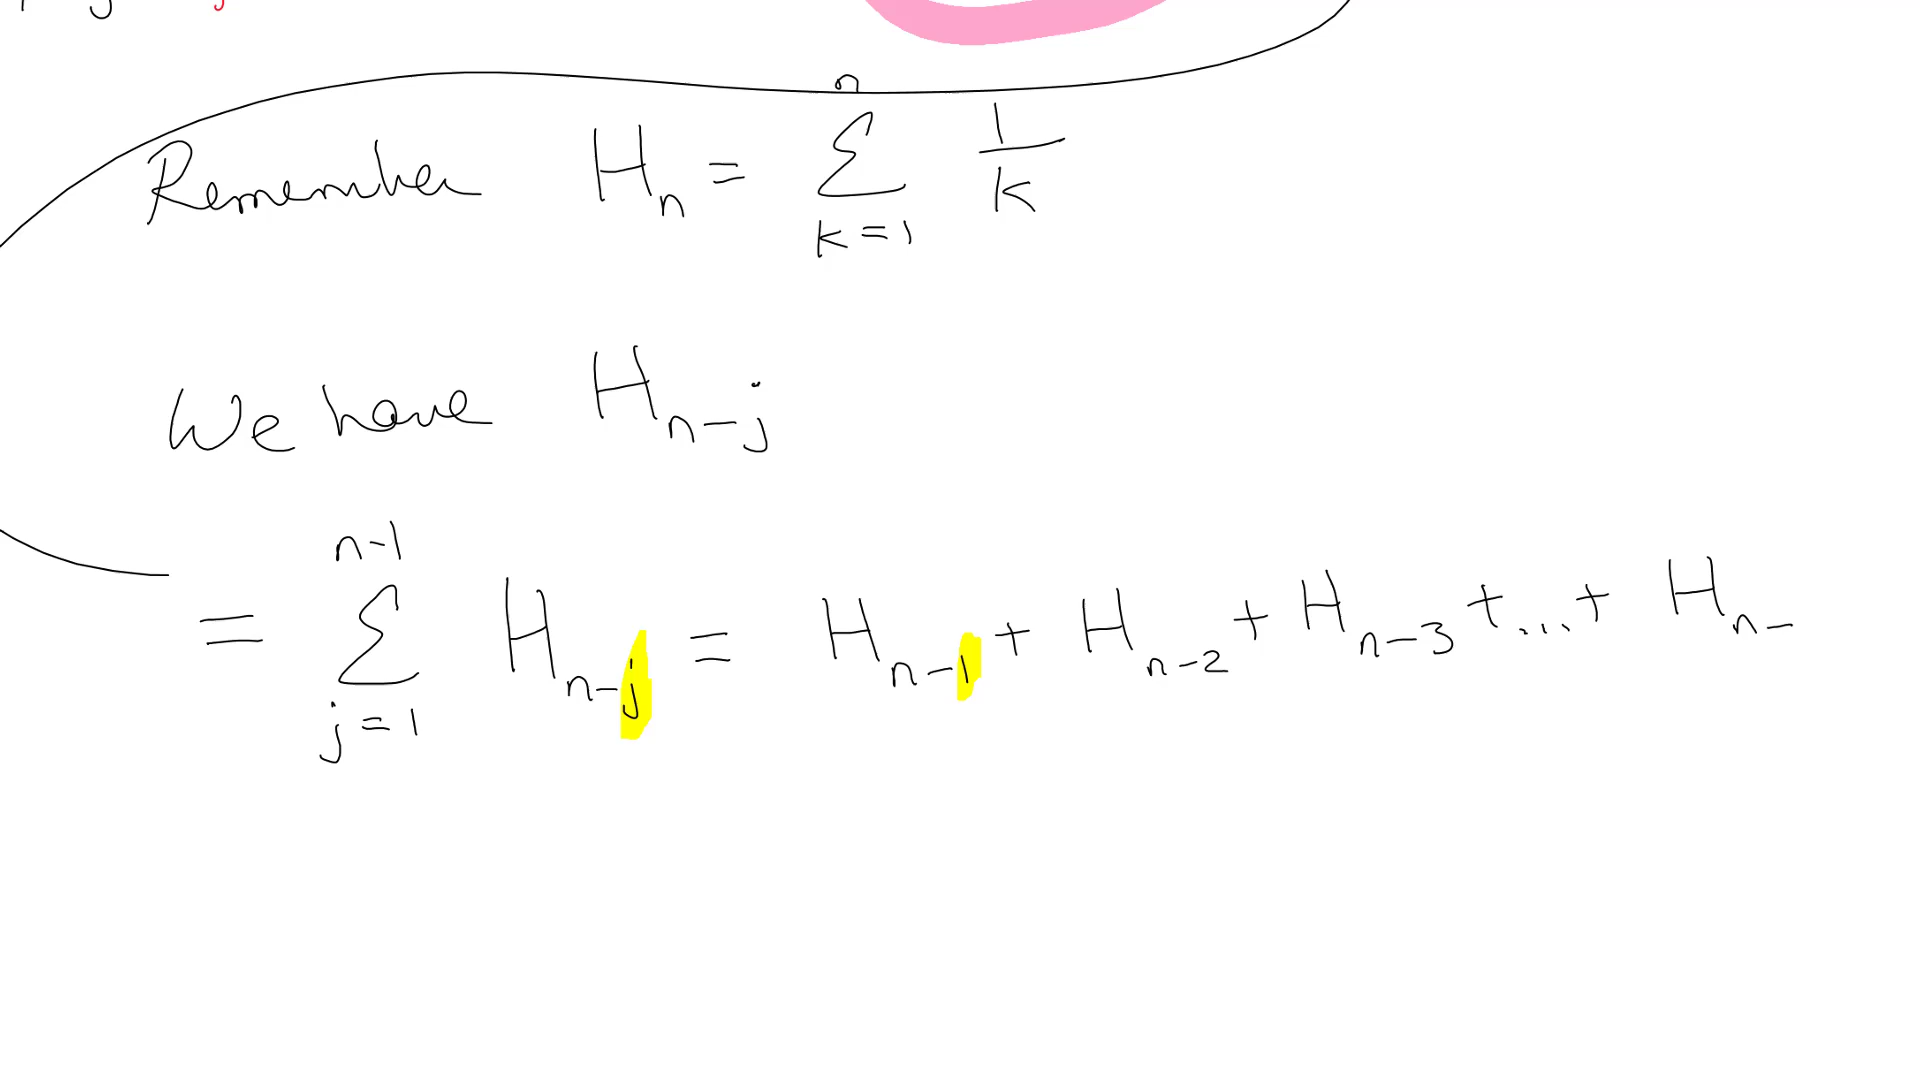 Remember H_n = \sum_{k=1}^{n} \frac{1}{k}
We have H_{n-j}
= \sum_{j=1}^{n-1} H_{n-j} = H_{n-1} + H_{n-2} + H_{n-3} + ... + H_{n-